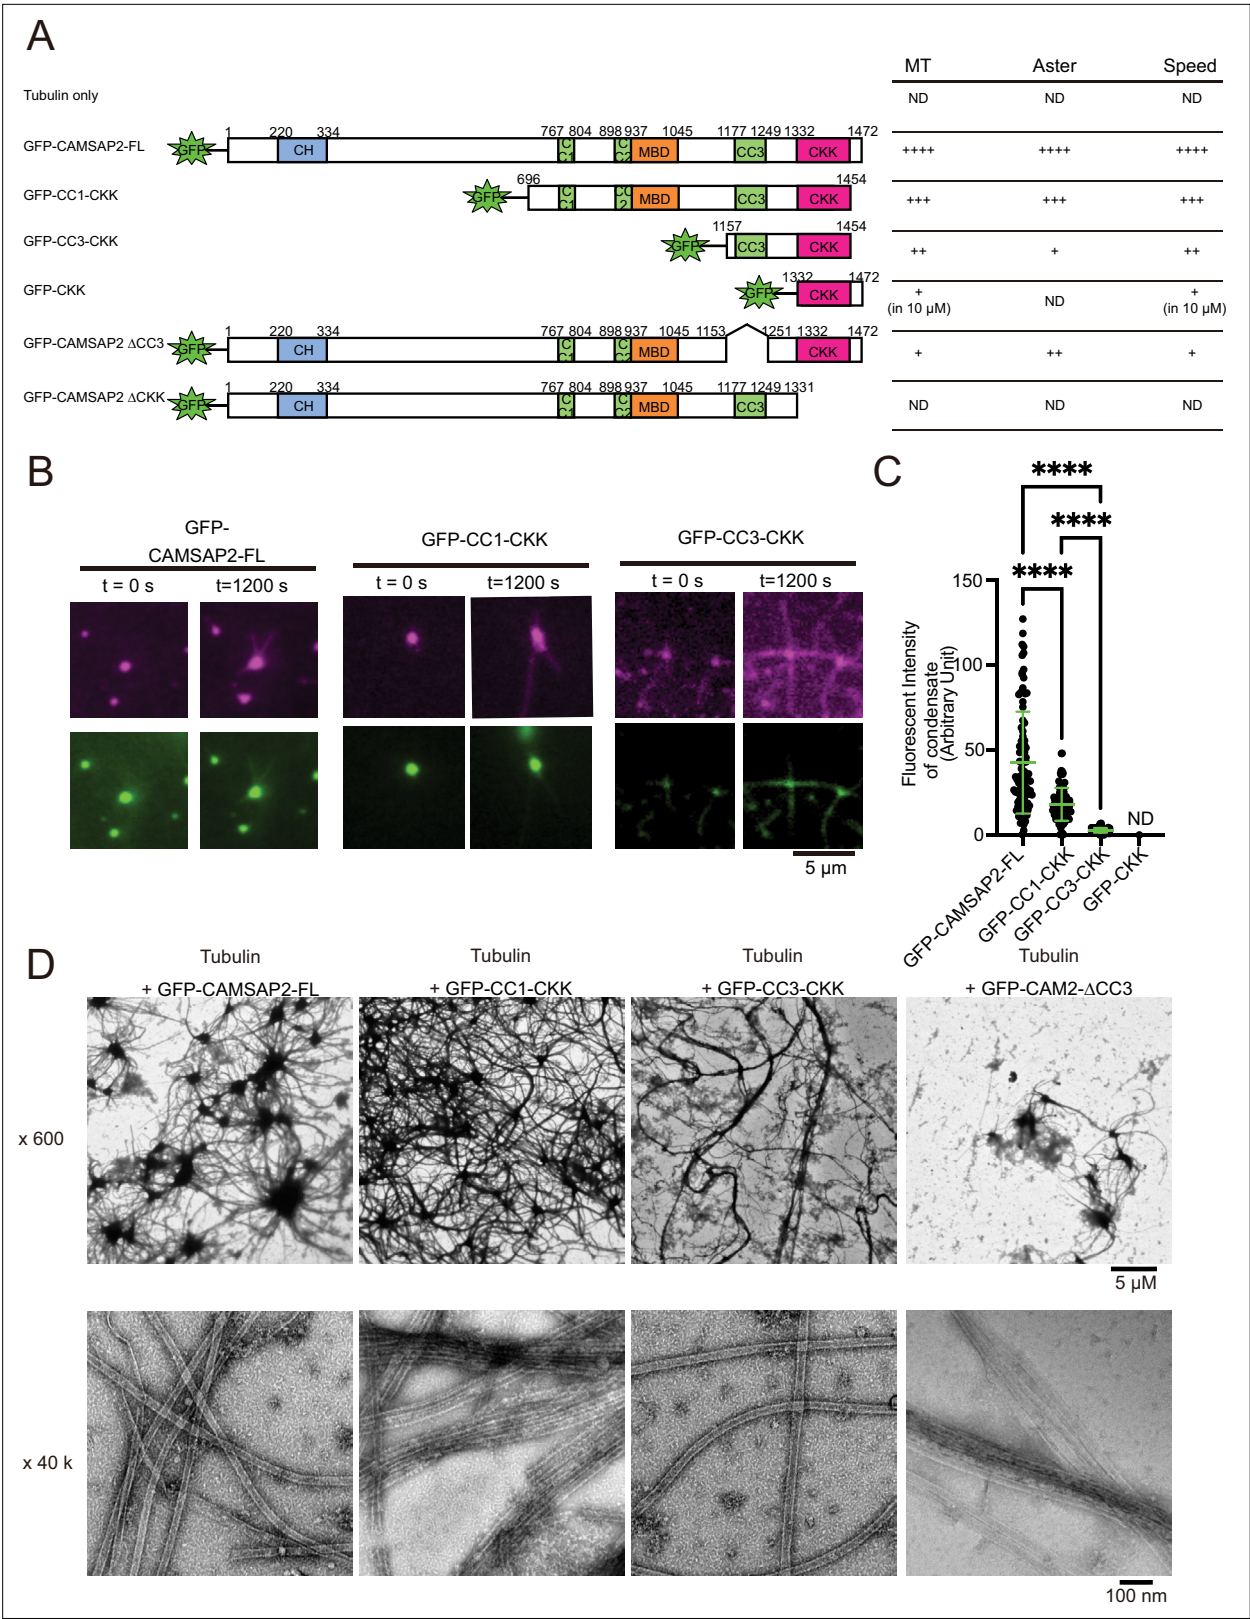 A
MT Aster Speed
Tubulin only ND ND ND
1 220 334 767 804 898 937 1045 1177 1249 1332 1472
GFP-CAMSAP2-FL GFP CH CC1 CC2 MBD CC3 CKK ++++ ++++ ++++
696 1454
GFP-CC1-CKK GFP CC1 CC2 MBD CC3 CKK +++ +++ +++
1157 1454
GFP-CC3-CKK GFP CC3 CKK ++ + ++
1332 1472
GFP-CKK GFP CKK + (in 10 µM) ND + (in 10 µM)
1 220 334 767 804 898 937 1045 1153 1251 1332 1472
GFP-CAMSAP2 ΔCC3 GFP CH CC1 CC2 MBD CKK + ++ +
1 220 334 767 804 898 937 1045 1177 1249 1331
GFP-CAMSAP2 ΔCKK GFP CH CC1 CC2 MBD CC3 ND ND ND
B
GFP-
CAMSAP2-FL
GFP-CC1-CKK
GFP-CC3-CKK
t = 0 s t=1200 s t = 0 s t=1200 s t = 0 s t=1200 s
5 µm
C
****
****
****
Fluorescent Intensity
of condensate
(Arbitrary Unit)
150
100
50
0
ND
GFP-CAMSAP2-FL
GFP-CC1-CKK
GFP-CC3-CKK
GFP-CKK
D
Tubulin Tubulin Tubulin Tubulin
+ GFP-CAMSAP2-FL + GFP-CC1-CKK + GFP-CC3-CKK + GFP-CAM2-ΔCC3
x 600
5 µM
x 40 k
100 nm